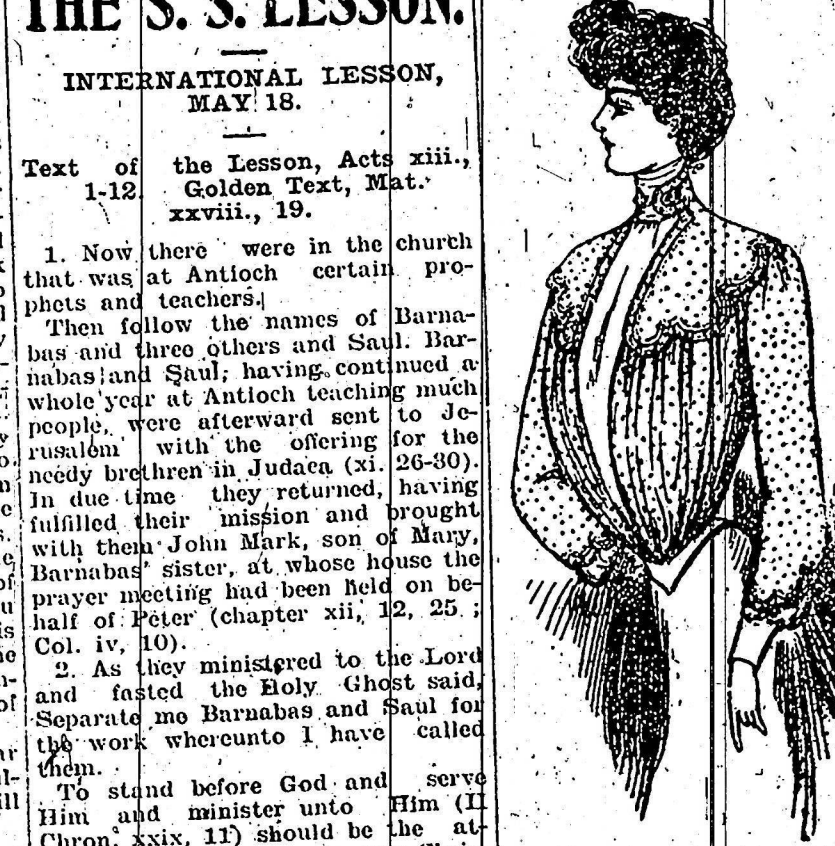 THE S. S. LESSON.
INTERNATIONAL LESSON,
MAY 18.
Text of the Lesson, Acts xiii.,
1-12. Golden Text, Mat.
xxviii., 19.
1. Now there were in the church
that was at Antioch certain pro-
phets and teachers.
Then follow the names of Barna-
bas and three others and Saul. Bar-
nabas and Saul, having continued a
whole year at Antioch teaching much
people, were afterward sent to Je-
rusalem with the offering for the
needy brethren in Judaea (xi. 26-30).
In due time they returned, having
fulfilled their mission and brought
with them John Mark, son of Mary,
Barnabas' sister, at whose house the
prayer meeting had been held on be-
half of Peter (chapter xii, 12, 25 ;
Col. iv, 10).
2. As they ministered to the Lord
and fasted the Holy Ghost said,
Separate me Barnabas and Saul for
the work whereunto I have called
them.
To stand before God and serve
Him and minister unto Him (II
Chron. xxix, 11) should be the at-